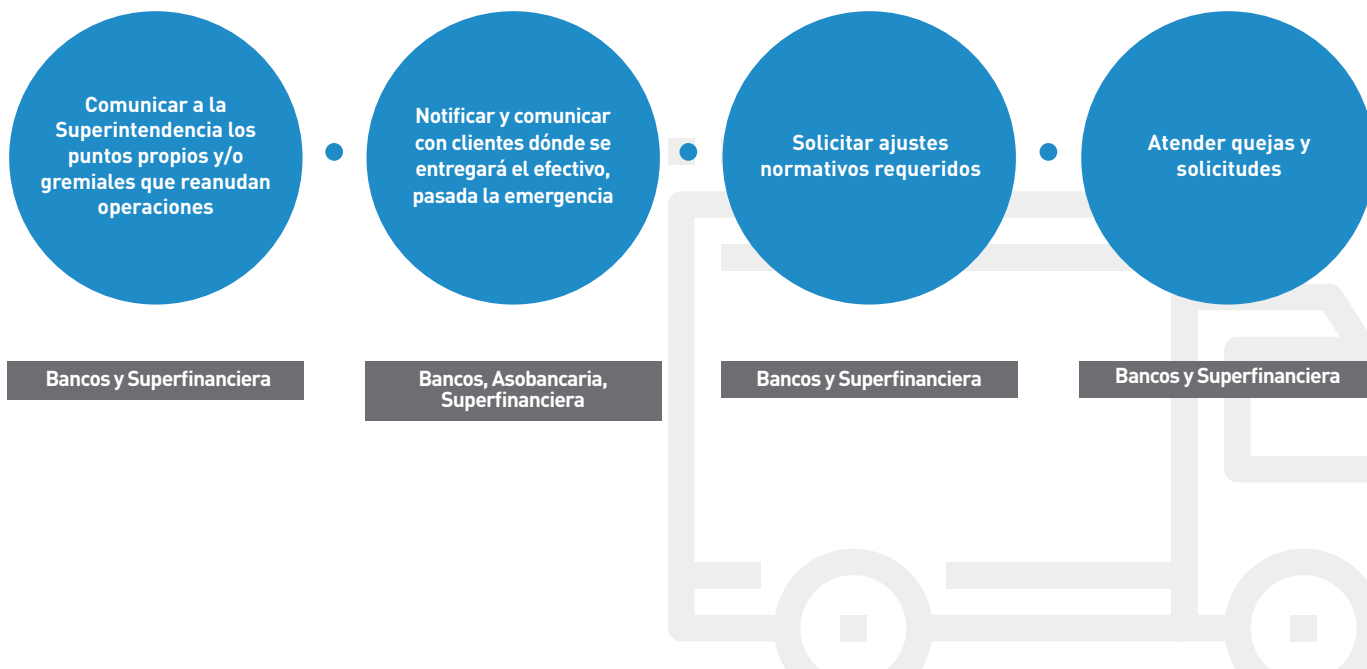 Comunicar a la
Superintendencia los
puntos propios y/o
gremiales que reanudan
operaciones
Notificar y comunicar
con clientes dónde se
entregará el efectivo,
pasada la emergencia
Solicitar ajustes
normativos requeridos
Atender quejas y
solicitudes
Bancos y Superfinanciera
Bancos, Asobancaria,
Superfinanciera
Bancos y Superfinanciera
Bancos y Superfinanciera